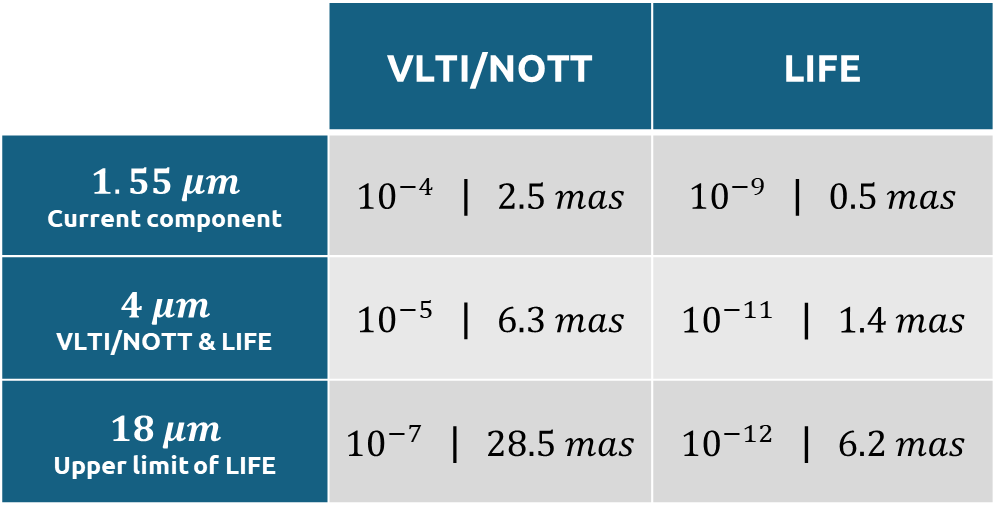 VLTI/NOTT LIFE
1.55 μm
Current component
10⁻⁴ | 2.5 mas 10⁻⁹ | 0.5 mas
4 μm
VLTI/NOTT & LIFE
10⁻⁵ | 6.3 mas 10⁻¹¹ | 1.4 mas
18 μm
Upper limit of LIFE
10⁻⁷ | 28.5 mas 10⁻¹² | 6.2 mas